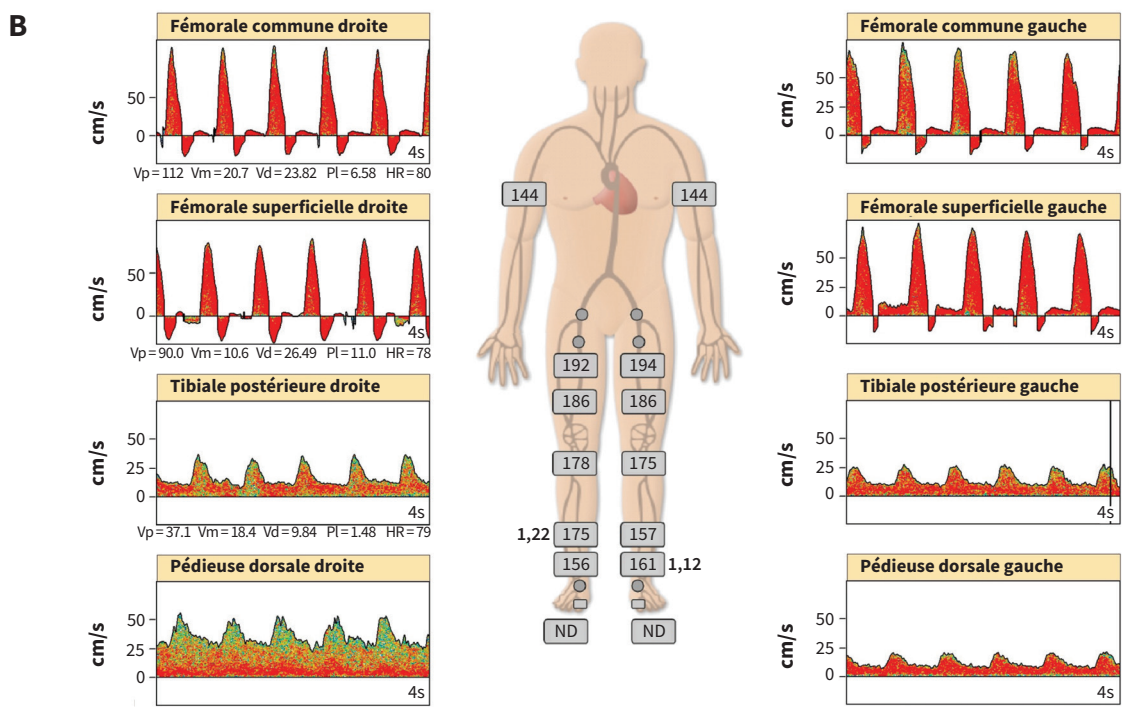 B
Fémorale commune droite
cm/s
50
0
4s
Vp = 112 Vm = 20.7 Vd = 23.82 Pl = 6.58 HR = 80
Fémorale superficielle droite
cm/s
50
0
4s
Vp = 90.0 Vm = 10.6 Vd = 26.49 Pl = 11.0 HR = 78
Tibiale postérieure droite
cm/s
50
25
0
4s
Vp = 37.1 Vm = 18.4 Vd = 9.84 Pl = 1.48 HR = 79
Pédieuse dorsale droite
cm/s
50
25
0
4s
144 144
192 194
186 186
178 175
1,22 175 157
156 161 1,12
ND ND
Fémorale commune gauche
cm/s
50
25
0
4s
Fémorale superficielle gauche
cm/s
50
25
0
4s
Tibiale postérieure gauche
cm/s
50
25
0
4s
Pédieuse dorsale gauche
cm/s
50
25
0
4s